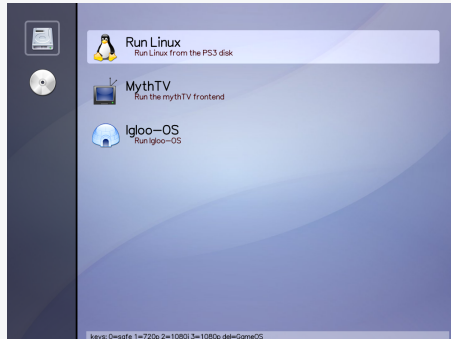 Run Linux
Run Linux from the PS3 disk
MythTV
Run the mythTV frontend
Igloo-OS
Run Igloo-OS
keys: 0=safe 1=720p 2=1080i 3=1080p del=GameOS